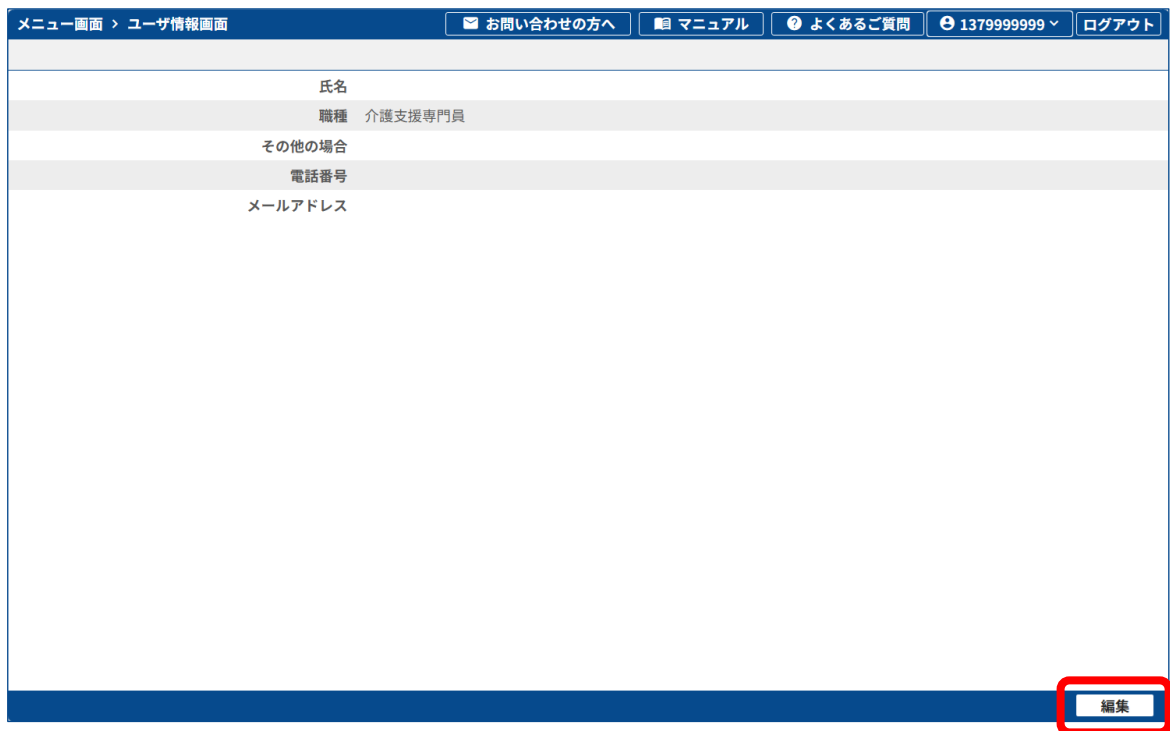 メニュー画面 > ユーザ情報画面 お問い合わせの方へ マニュアル よくあるご質問 1379999999 ログアウト
氏名
職種 介護支援専門員
その他の場合
電話番号
メールアドレス
編集